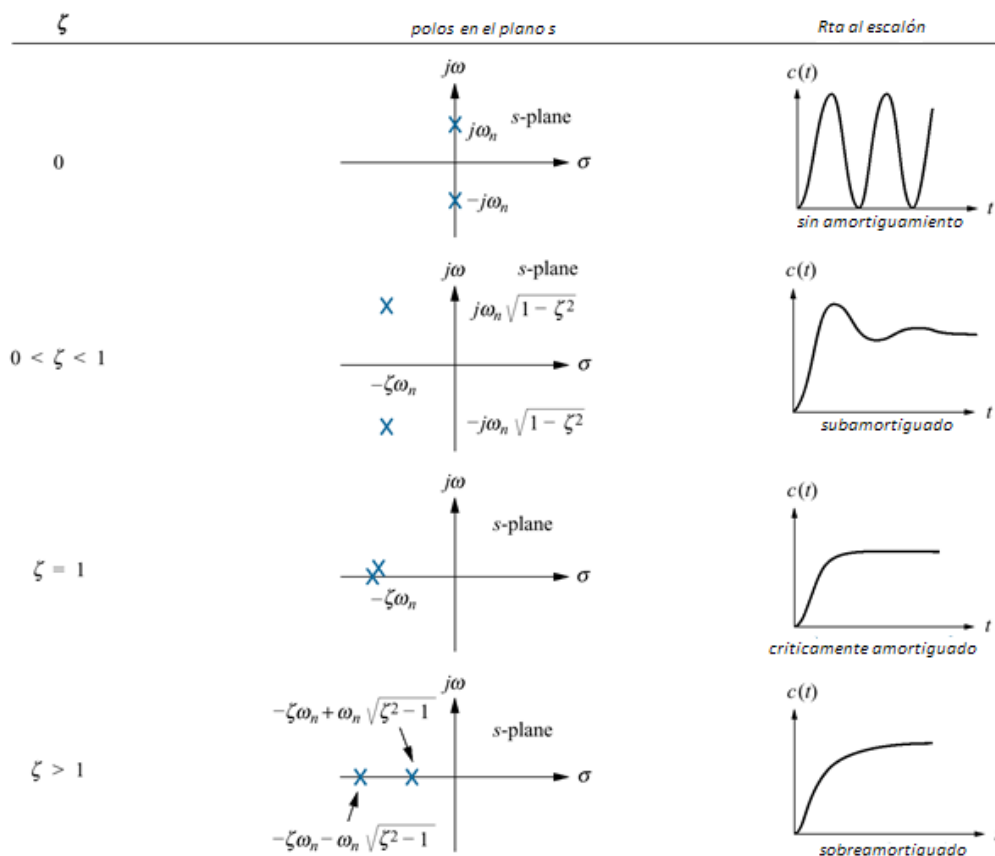 ζ polos en el plano s Rta al escalón
jω
s-plane
jωn
σ
−jωn
0
c(t)
t
sin amortiguamiento
jω
s-plane
jωn √1 − ζ²
0 < ζ < 1
σ
−ζωn
−jωn √1 − ζ²
c(t)
t
subamortiguado
jω
s-plane
ζ = 1
σ
−ζωn
c(t)
t
criticamente amortiguado
jω
−ζωn + ωn √ζ² − 1
s-plane
ζ > 1
σ
−ζωn − ωn √ζ² − 1
c(t)
sobreamortiguado